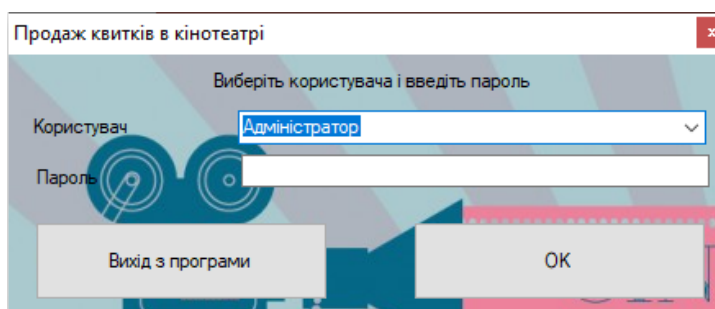 Продаж квитків в кінотеатрі
Виберіть користувача і введіть пароль
Користувач
Адміністратор
Пароль
Вихід з програми
OK